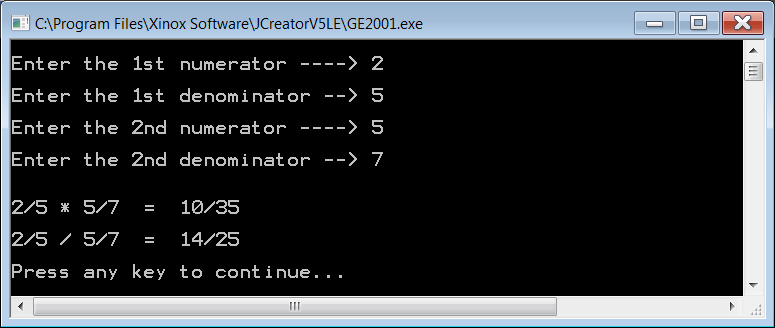 C:\Program Files\Xinox Software\JCreatorV5LE\GE2001.exe
Enter the 1st numerator ----> 2
Enter the 1st denominator --> 5
Enter the 2nd numerator ----> 5
Enter the 2nd denominator --> 7
2/5 * 5/7  =  10/35
2/5 / 5/7  =  14/25
Press any key to continue...